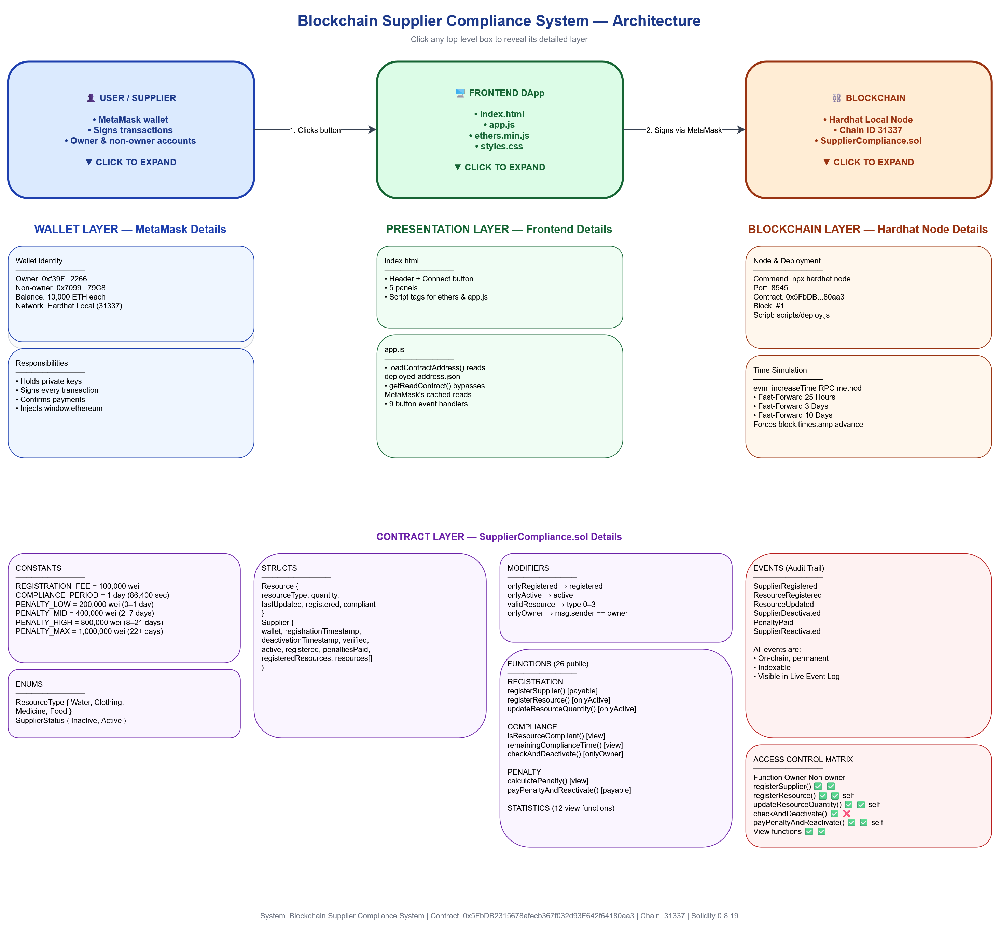 Blockchain Supplier Compliance System — Architecture
Click any top-level box to reveal its detailed layer
👤 USER / SUPPLIER
• MetaMask wallet
• Signs transactions
• Owner & non-owner accounts
▼ CLICK TO EXPAND
1. Clicks button
🖥️ FRONTEND DApp
• index.html
• app.js
• ethers.min.js
• styles.css
▼ CLICK TO EXPAND
2. Signs via MetaMask
⛓️ BLOCKCHAIN
• Hardhat Local Node
• Chain ID 31337
• SupplierCompliance.sol
▼ CLICK TO EXPAND
WALLET LAYER — MetaMask Details
Wallet Identity
Owner: 0xf39F...2266
Non-owner: 0x7099...79C8
Balance: 10,000 ETH each
Network: Hardhat Local (31337)
Responsibilities
• Holds private keys
• Signs every transaction
• Confirms payments
• Injects window.ethereum
PRESENTATION LAYER — Frontend Details
index.html
• Header + Connect button
• 5 panels
• Script tags for ethers & app.js
app.js
• loadContractAddress() reads
deployed-address.json
• getReadContract() bypasses
MetaMask's cached reads
• 9 button event handlers
BLOCKCHAIN LAYER — Hardhat Node Details
Node & Deployment
Command: npx hardhat node
Port: 8545
Contract: 0x5FbDB...80aa3
Block: #1
Script: scripts/deploy.js
Time Simulation
evm_increaseTime RPC method
• Fast-Forward 25 Hours
• Fast-Forward 3 Days
• Fast-Forward 10 Days
Forces block.timestamp advance
CONTRACT LAYER — SupplierCompliance.sol Details
CONSTANTS
REGISTRATION_FEE = 100,000 wei
COMPLIANCE_PERIOD = 1 day (86,400 sec)
PENALTY_LOW = 200,000 wei (0–1 day)
PENALTY_MID = 400,000 wei (2–7 days)
PENALTY_HIGH = 800,000 wei (8–21 days)
PENALTY_MAX = 1,000,000 wei (22+ days)
ENUMS
ResourceType { Water, Clothing,
Medicine, Food }
SupplierStatus { Inactive, Active }
STRUCTS
Resource {
resourceType, quantity,
lastUpdated, registered, compliant
}
Supplier {
wallet, registrationTimestamp,
deactivationTimestamp, verified,
active, registered, penaltiesPaid,
registeredResources, resources[]
}
MODIFIERS
onlyRegistered → registered
onlyActive → active
validResource → type 0–3
onlyOwner → msg.sender == owner
FUNCTIONS (26 public)
REGISTRATION
registerSupplier() [payable]
registerResource() [onlyActive]
updateResourceQuantity() [onlyActive]
COMPLIANCE
isResourceCompliant() [view]
remainingComplianceTime() [view]
checkAndDeactivate() [onlyOwner]
PENALTY
calculatePenalty() [view]
payPenaltyAndReactivate() [payable]
STATISTICS (12 view functions)
EVENTS (Audit Trail)
SupplierRegistered
ResourceRegistered
ResourceUpdated
SupplierDeactivated
PenaltyPaid
SupplierReactivated
All events are:
• On-chain, permanent
• Indexable
• Visible in Live Event Log
ACCESS CONTROL MATRIX
Function Owner Non-owner
registerSupplier() ✅ ✅
registerResource() ✅ ✅ self
updateResourceQuantity() ✅ ✅ self
checkAndDeactivate() ✅ ❌
payPenaltyAndReactivate() ✅ ✅ self
View functions ✅ ✅
System: Blockchain Supplier Compliance System | Contract: 0x5FbDB2315678afecb367f032d93F642f64180aa3 | Chain: 31337 | Solidity 0.8.19